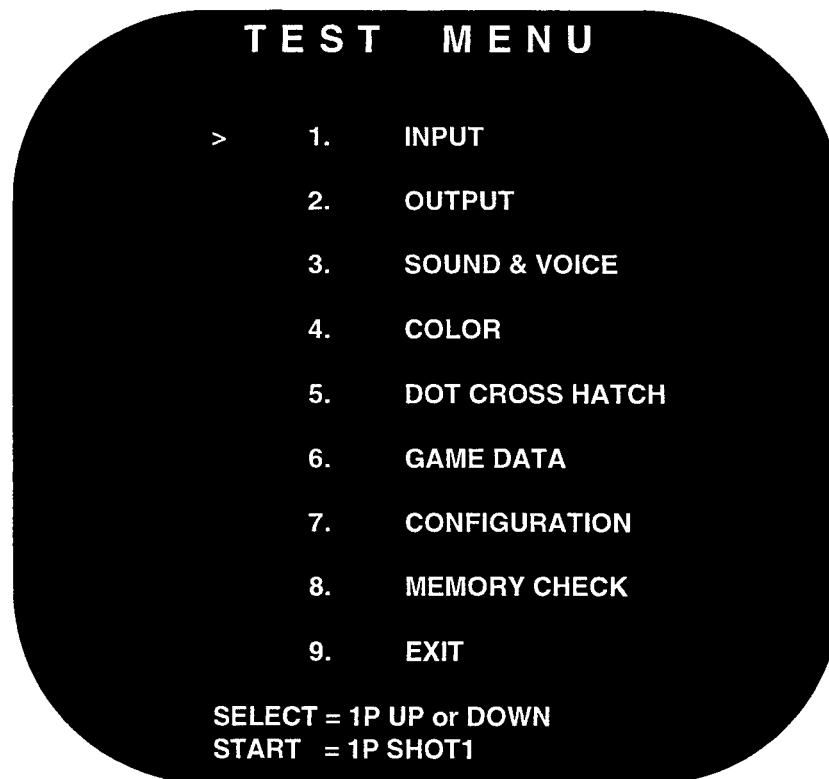 TEST MENU
> 1. INPUT
2. OUTPUT
3. SOUND & VOICE
4. COLOR
5. DOT CROSS HATCH
6. GAME DATA
7. CONFIGURATION
8. MEMORY CHECK
9. EXIT
SELECT = 1P UP or DOWN
START = 1P SHOT1